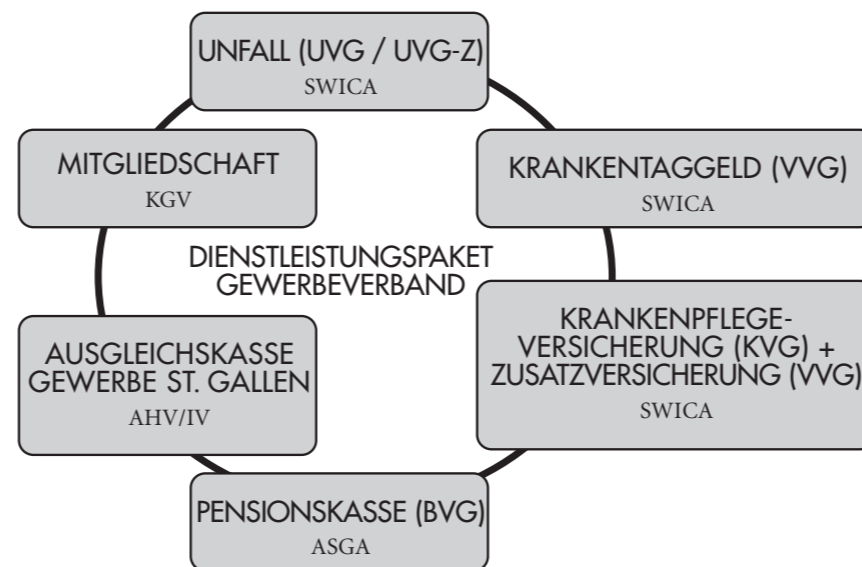 UNFALL (UVG / UVG-Z)
SWICA
MITGLIEDSCHAFT
KGV
KRANKENTAGGELD (VVG)
SWICA
DIENSTLEISTUNGSPAKET
GEWERBEVERBAND
AUSGLEICHSKASSE
GEWERBE ST. GALLEN
AHV/IV
KRANKENPFLEGE-
VERSICHERUNG (KVG) +
ZUSATZVERSICHERUNG (VVG)
SWICA
PENSIONSKASSE (BVG)
ASGA